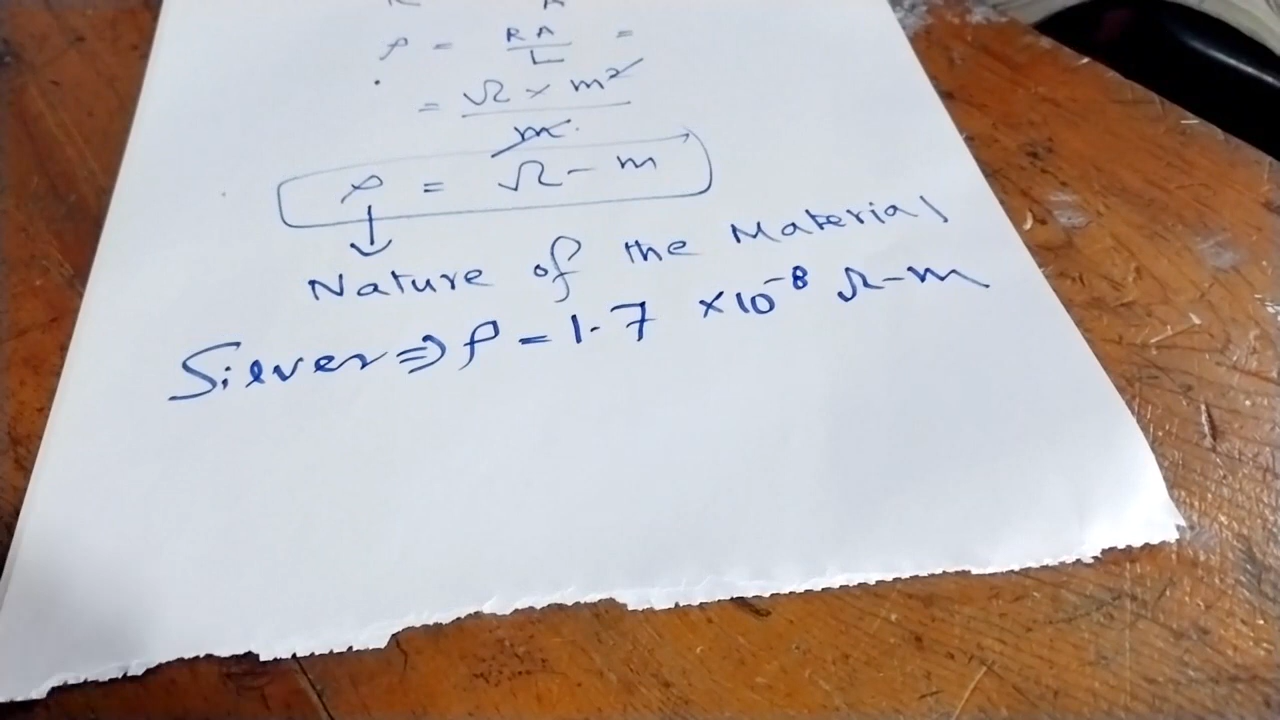 ρ = RA/L =
= Ω × m²/m
ρ = Ω-m
Nature of the Material
Silver ⇒ ρ = 1.7 ×10⁻⁸ Ω-m